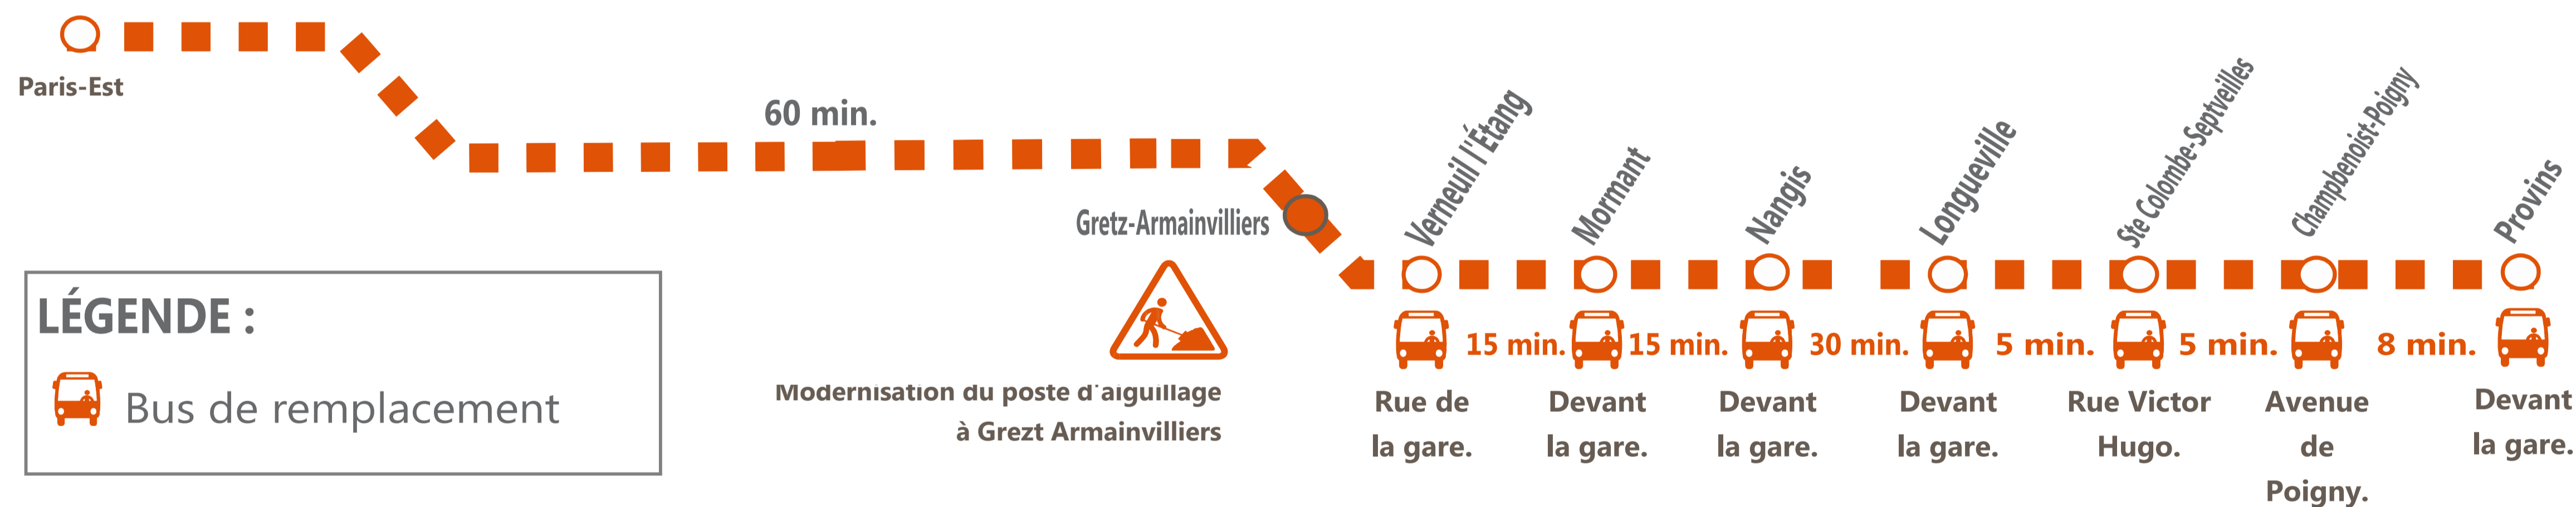 Paris-Est
60 min.
Gretz-Armainvilliers
Verneuil l'Étang
Mormant
Nangis
Longueville
Ste Colombe-Septveilles
Champbenoist-Poigny
Provins
LÉGENDE :
Bus de remplacement
Modernisation du poste d'aiguillage
à Grezt Armainvilliers
15 min.
15 min.
30 min.
5 min.
5 min.
8 min.
Rue de
la gare.
Devant
la gare.
Devant
la gare.
Devant
la gare.
Rue Victor
Hugo.
Avenue
de
Poigny.
Devant
la gare.